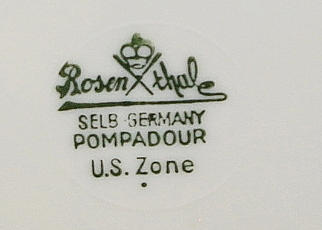 Rosenthal
SELB-GERMANY
POMPADOUR
U.S. Zone